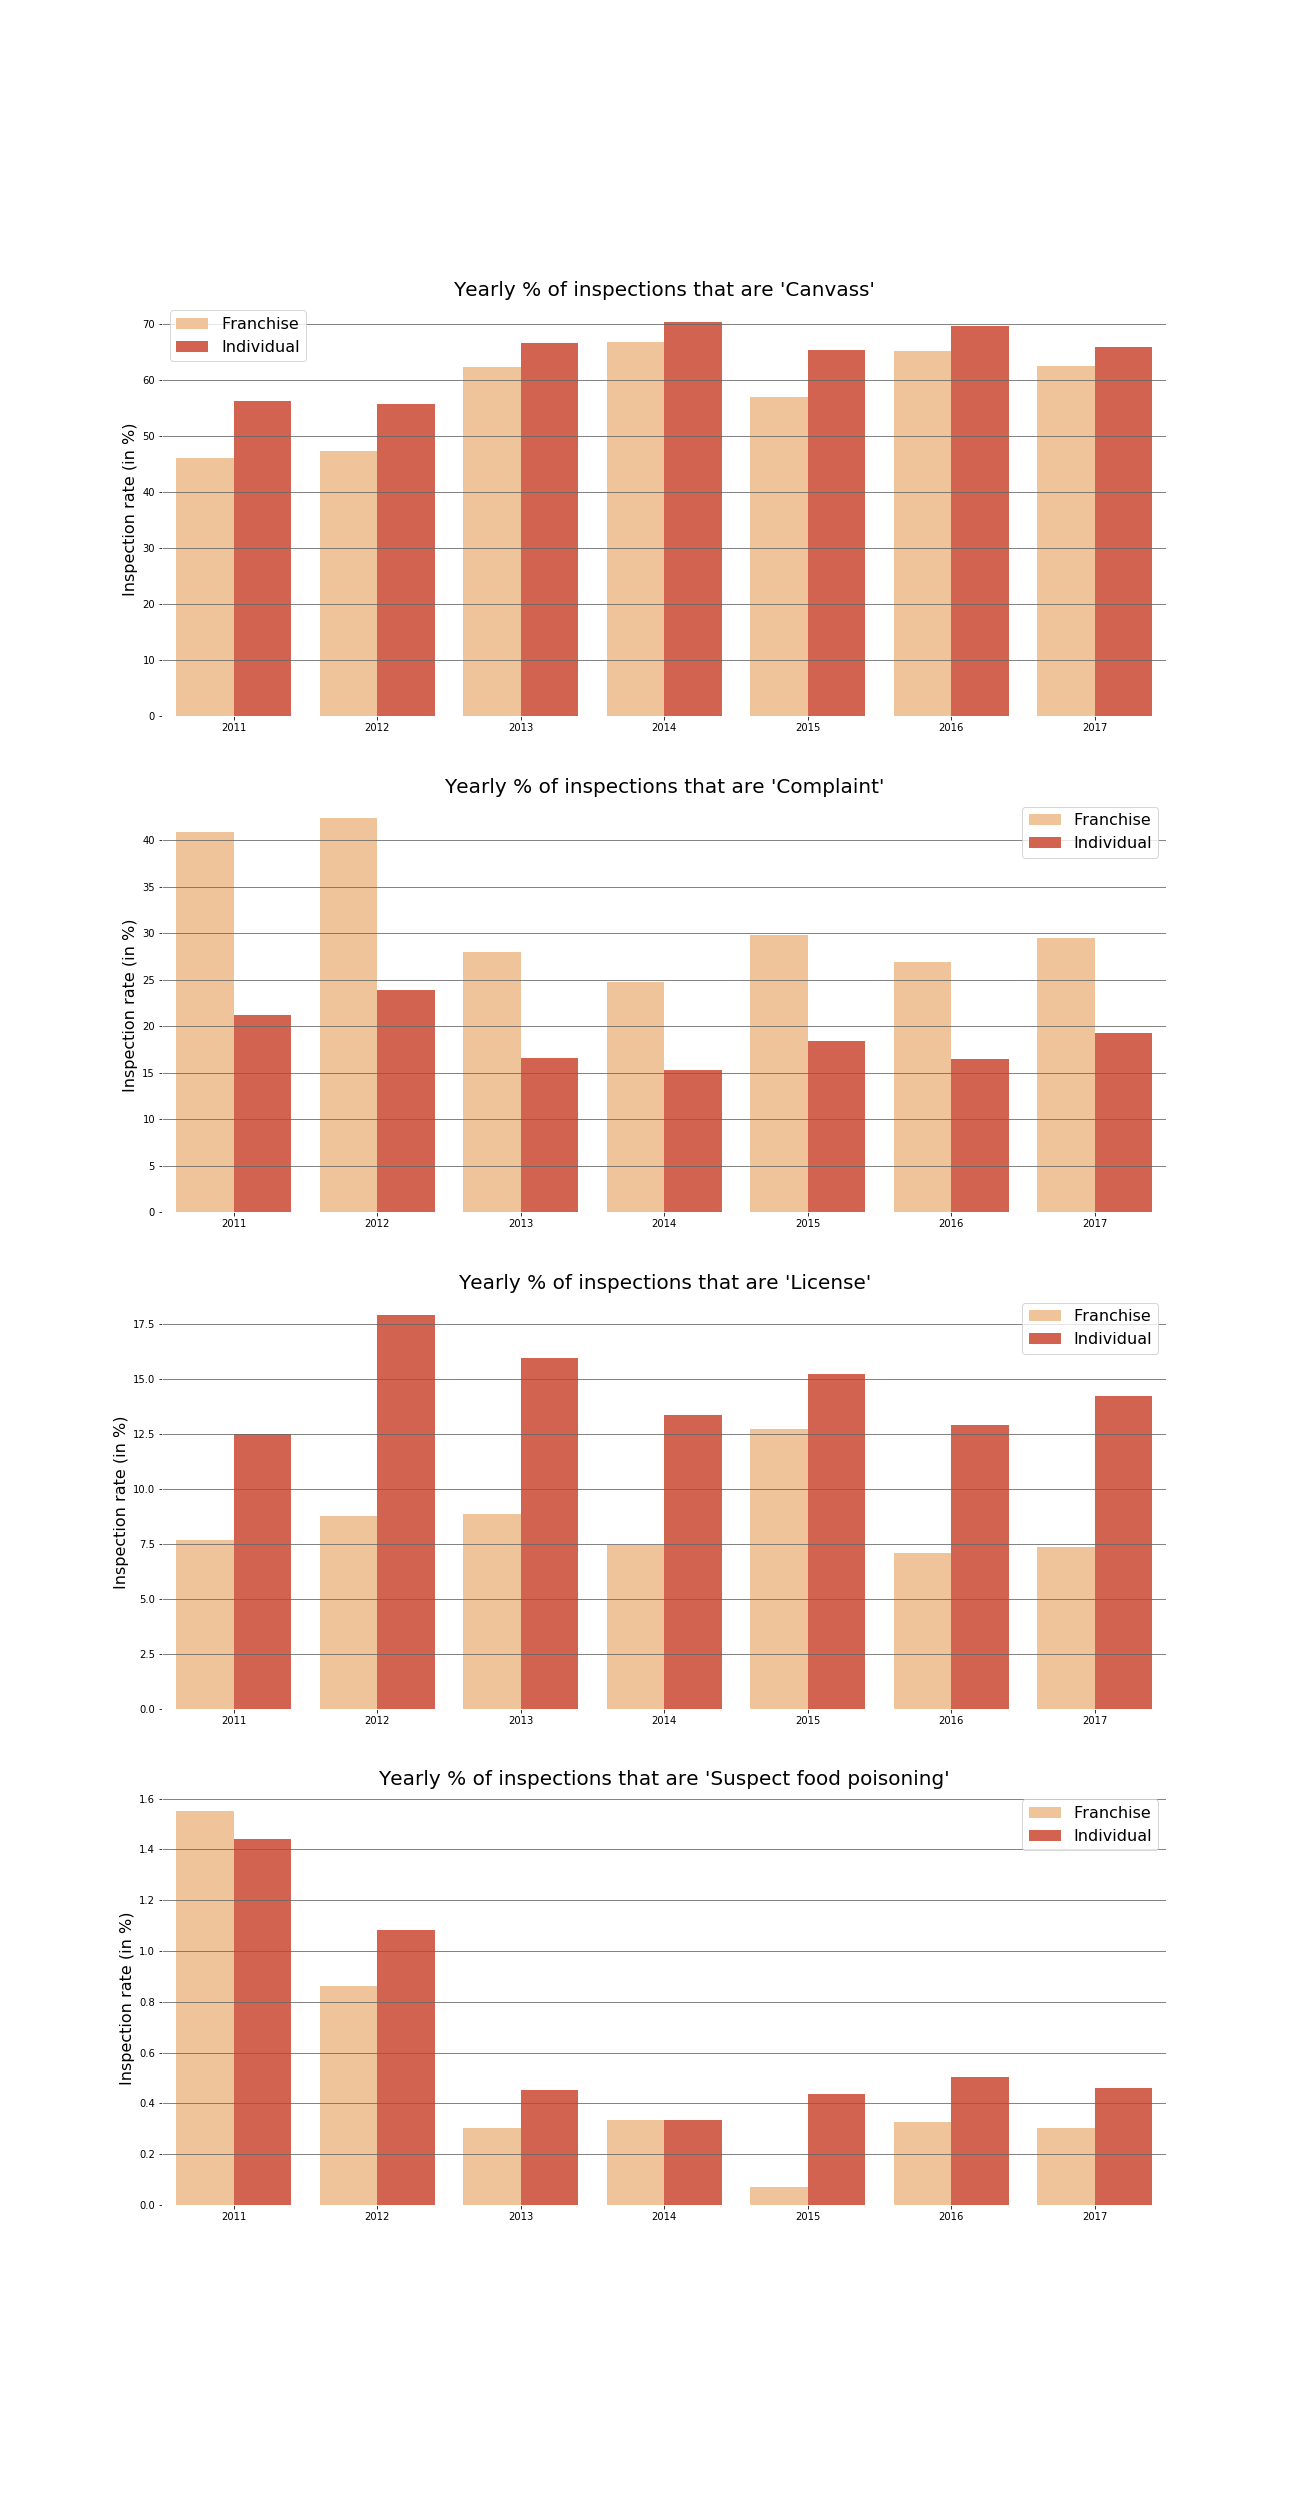 Yearly % of inspections that are 'Canvass'
Franchise
Individual
Inspection rate (in %)
70
60
50
40
30
20
10
0
2011 2012 2013 2014 2015 2016 2017
Yearly % of inspections that are 'Complaint'
Franchise
Individual
Inspection rate (in %)
40
35
30
25
20
15
10
5
0
2011 2012 2013 2014 2015 2016 2017
Yearly % of inspections that are 'License'
Franchise
Individual
Inspection rate (in %)
17.5
15.0
12.5
10.0
7.5
5.0
2.5
0.0
2011 2012 2013 2014 2015 2016 2017
Yearly % of inspections that are 'Suspect food poisoning'
Franchise
Individual
Inspection rate (in %)
1.6
1.4
1.2
1.0
0.8
0.6
0.4
0.2
0.0
2011 2012 2013 2014 2015 2016 2017